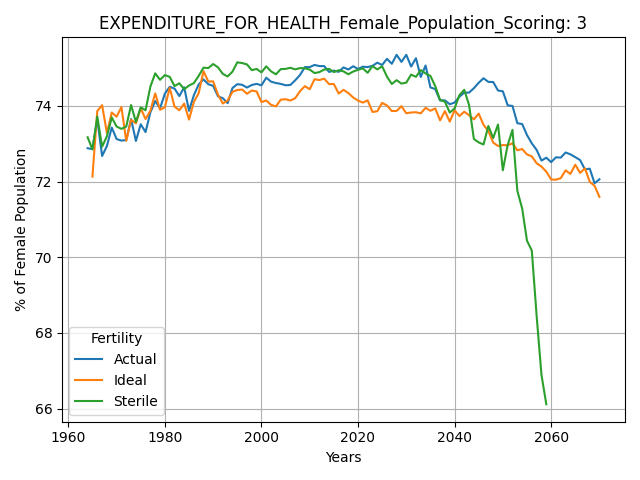 EXPENDITURE_FOR_HEALTH_Female_Population_Scoring: 3
% of Female Population
74
72
70
68
66
Fertility
Actual
Ideal
Sterile
1960
1980
2000
2020
2040
2060
Years